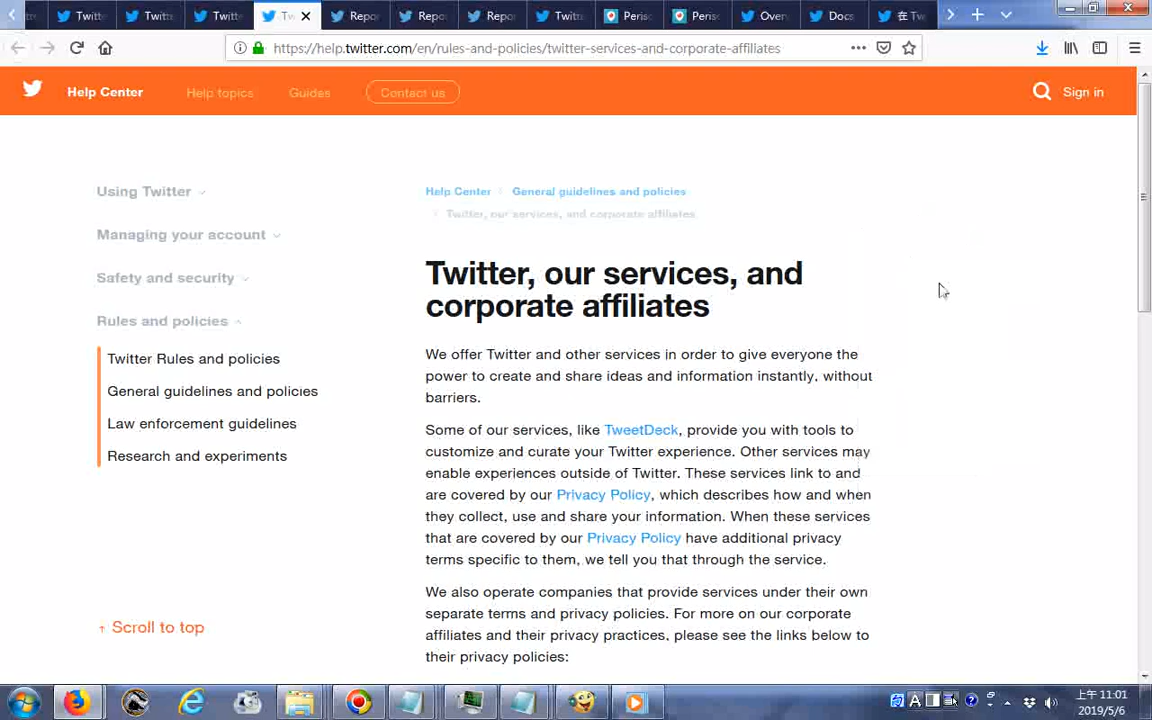 Twitt
Twitt
Twitt
Tw
Repo
Repo
Repo
Twitt
Peris
Peris
Over
Docs
在 Tw
https://help.twitter.com/en/rules-and-policies/twitter-services-and-corporate-affiliates
Help Center
Help topics
Guides
Contact us
Sign in
Using Twitter
Managing your account
Safety and security
Rules and policies
Twitter Rules and policies
General guidelines and policies
Law enforcement guidelines
Research and experiments
↑ Scroll to top
Help Center / General guidelines and policies
Twitter, our services, and corporate affiliates
Twitter, our services, and
corporate affiliates
We offer Twitter and other services in order to give everyone the
power to create and share ideas and information instantly, without
barriers.
Some of our services, like TweetDeck, provide you with tools to
customize and curate your Twitter experience. Other services may
enable experiences outside of Twitter. These services link to and
are covered by our Privacy Policy, which describes how and when
they collect, use and share your information. When these services
that are covered by our Privacy Policy have additional privacy
terms specific to them, we tell you that through the service.
We also operate companies that provide services under their own
separate terms and privacy policies. For more on our corporate
affiliates and their privacy practices, please see the links below to
their privacy policies:
A
上午 11:01
2019/5/6